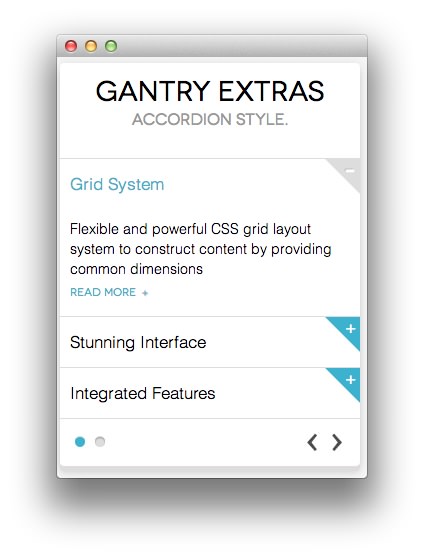 GANTRY EXTRAS
ACCORDION STYLE.
Grid System
Flexible and powerful CSS grid layout
system to construct content by providing
common dimensions
READ MORE +
Stunning Interface
Integrated Features